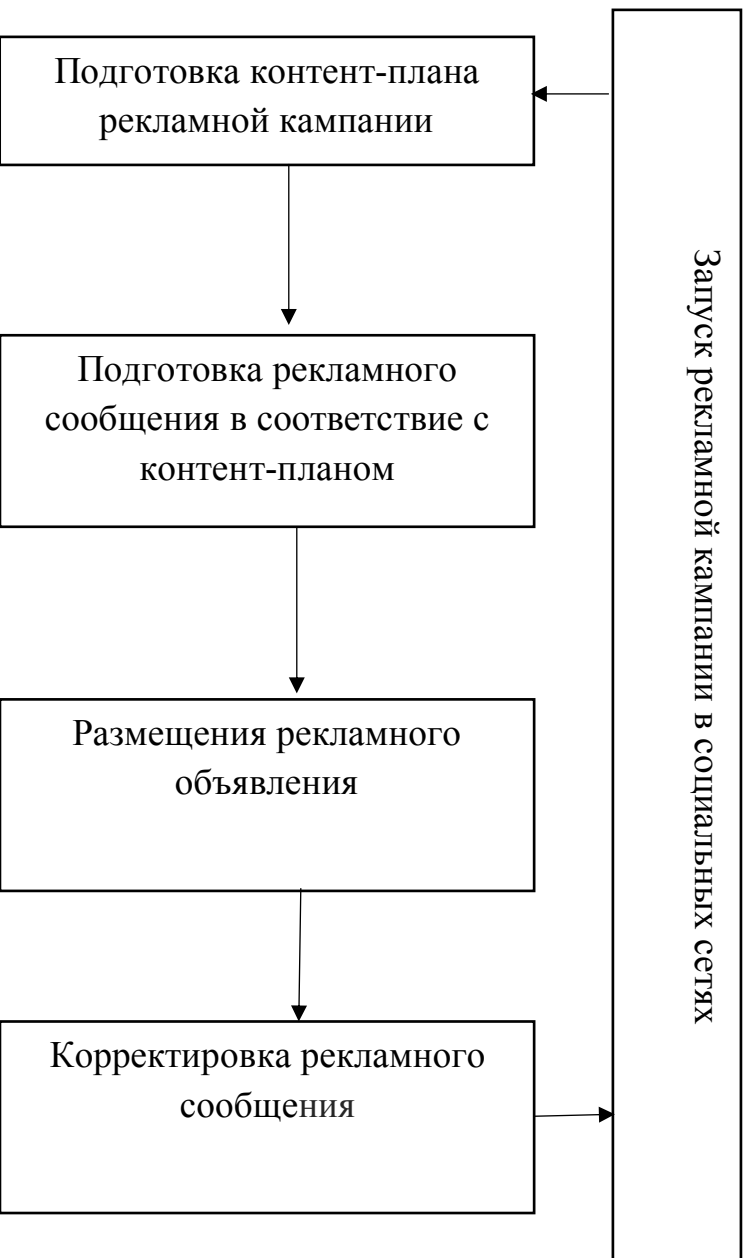 Подготовка контент-плана
рекламной кампании
Подготовка рекламного
сообщения в соответствие с
контент-планом
Размещения рекламного
объявления
Корректировка рекламного
сообщения
Запуск рекламной кампании в социальных сетях